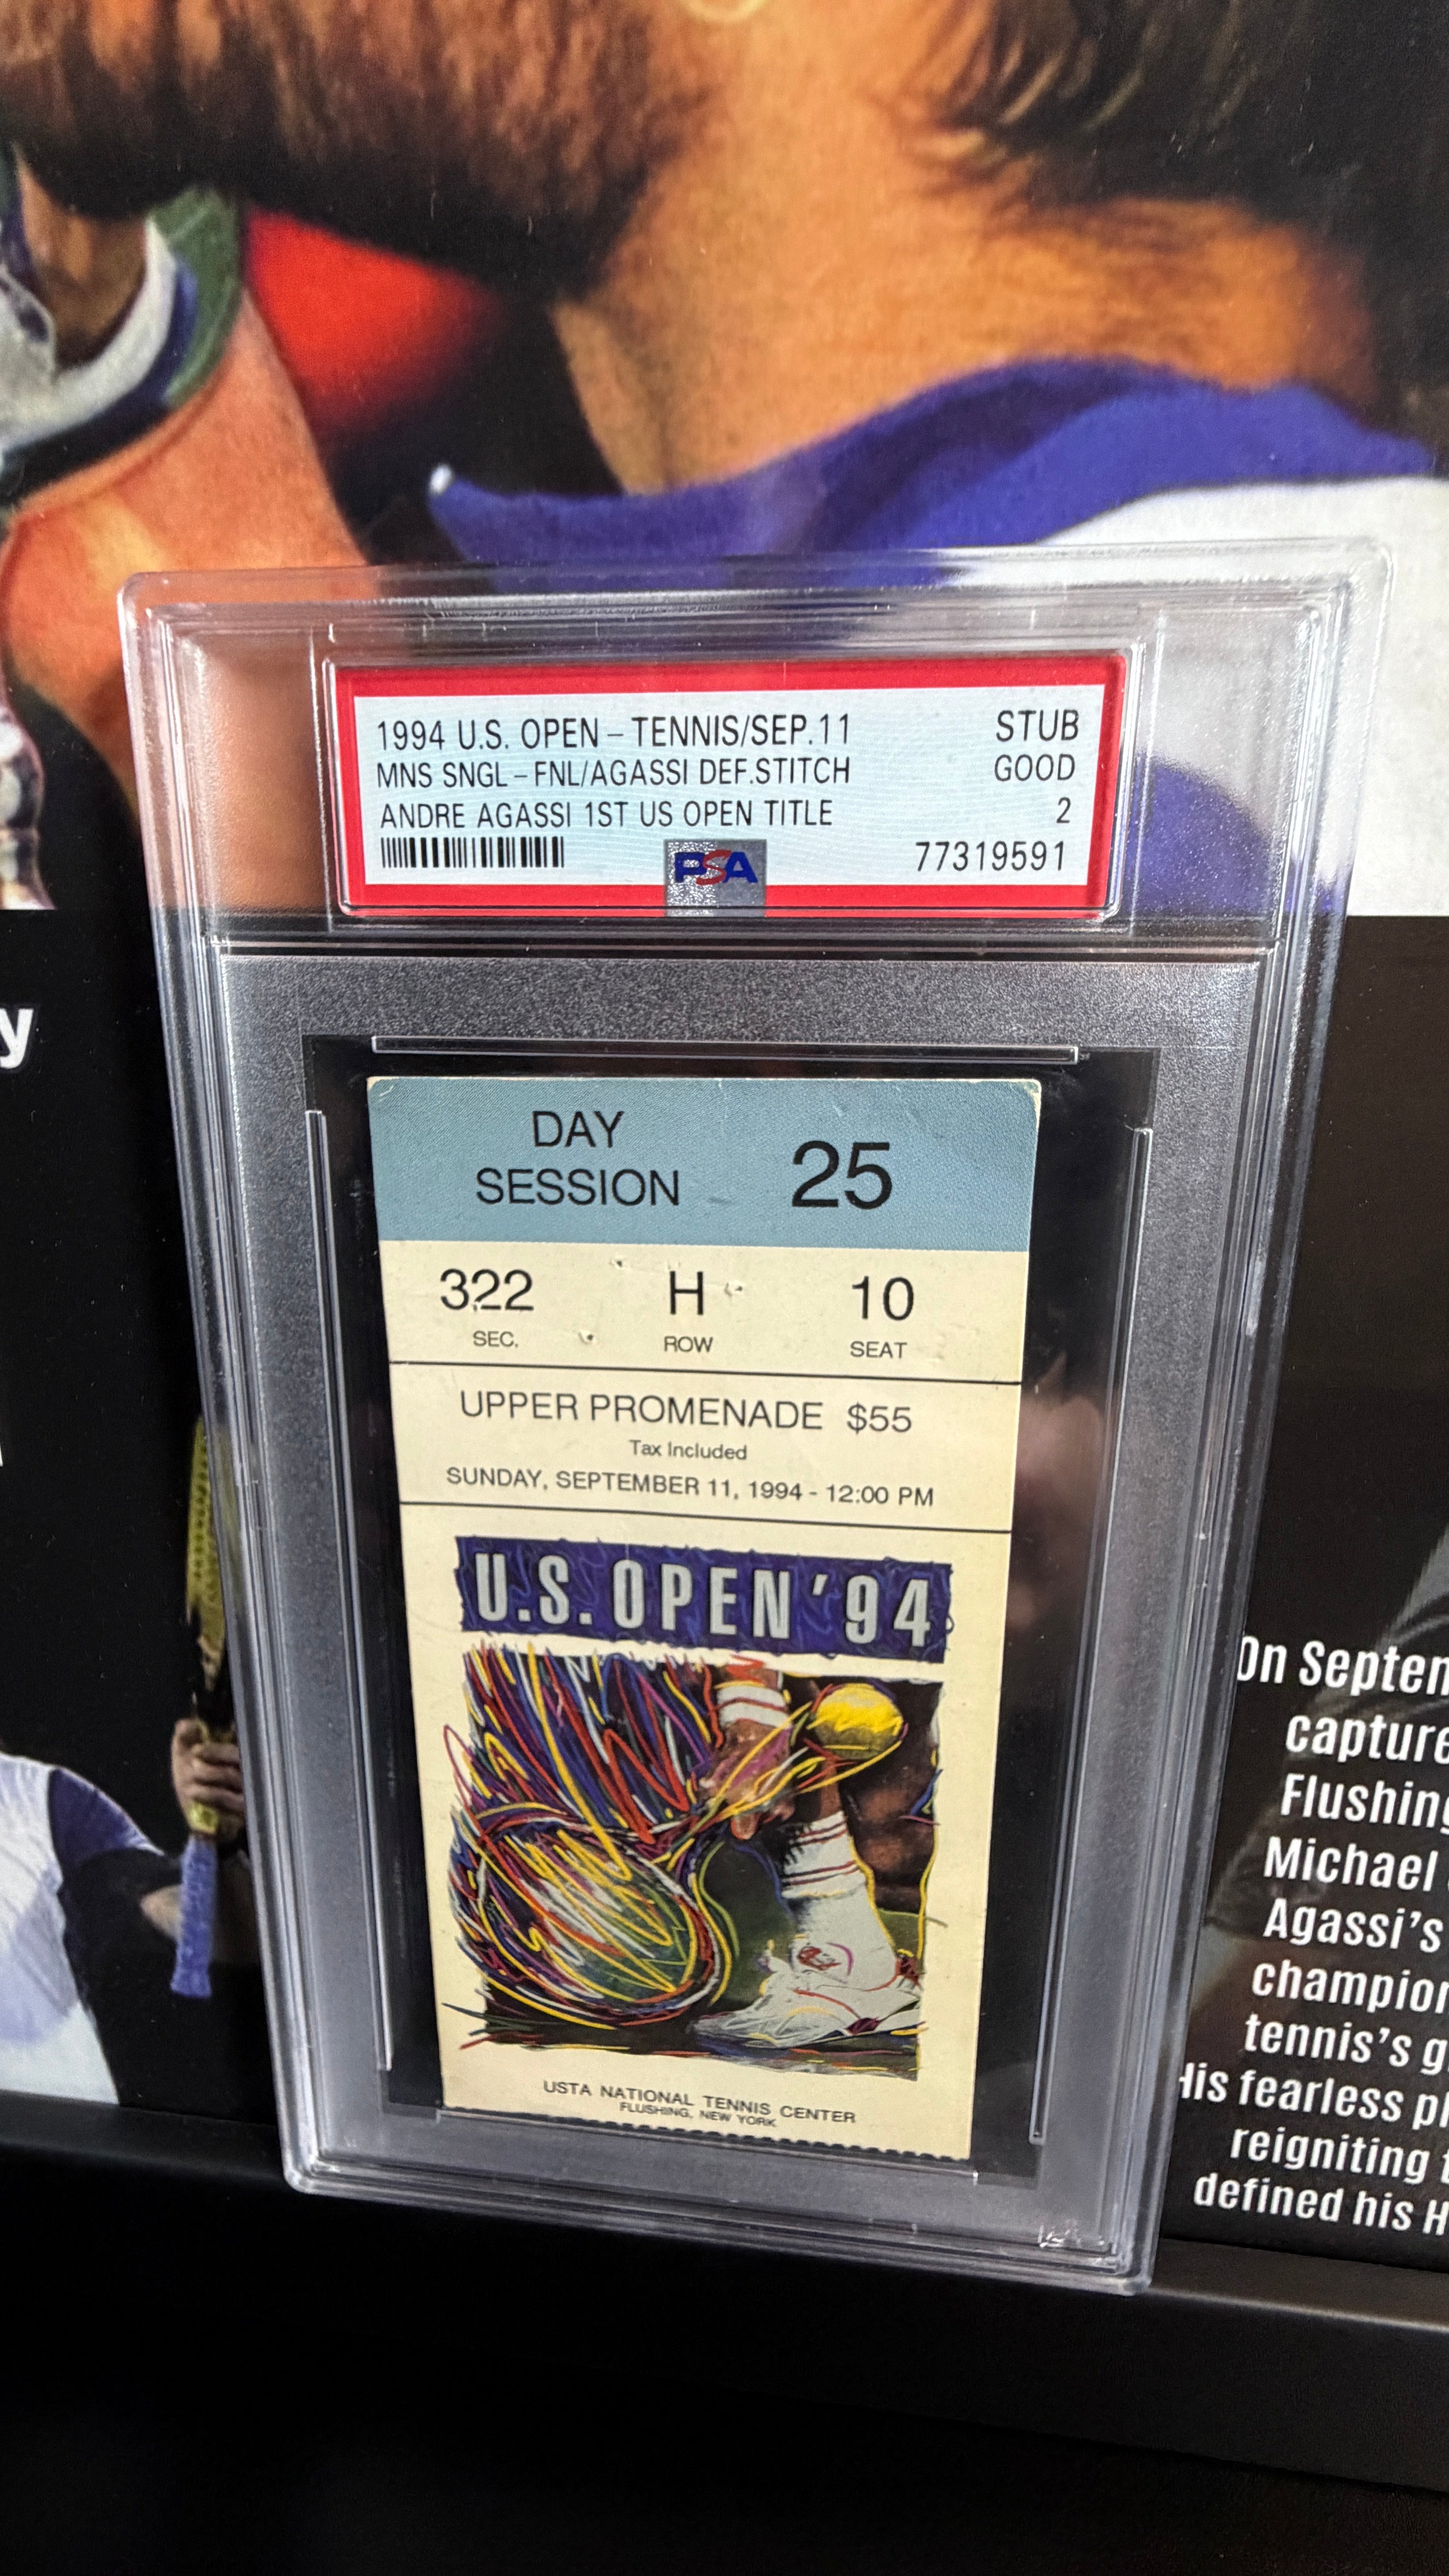 1994 U.S. OPEN – TENNIS/SEP.11 STUB
MNS SNGL – FNL/AGASSI DEF.STITCH GOOD
ANDRE AGASSI 1ST US OPEN TITLE 2
PSA 77319591
DAY
SESSION 25
322 H 10
SEC. ROW SEAT
UPPER PROMENADE $55
Tax Included
SUNDAY, SEPTEMBER 11, 1994 - 12:00 PM
U.S. OPEN '94
USTA NATIONAL TENNIS CENTER
FLUSHING, NEW YORK
y
On Septem
capture
Flushing
Michael
Agassi's
champion
tennis's g
His fearless pl
reigniting t
defined his H